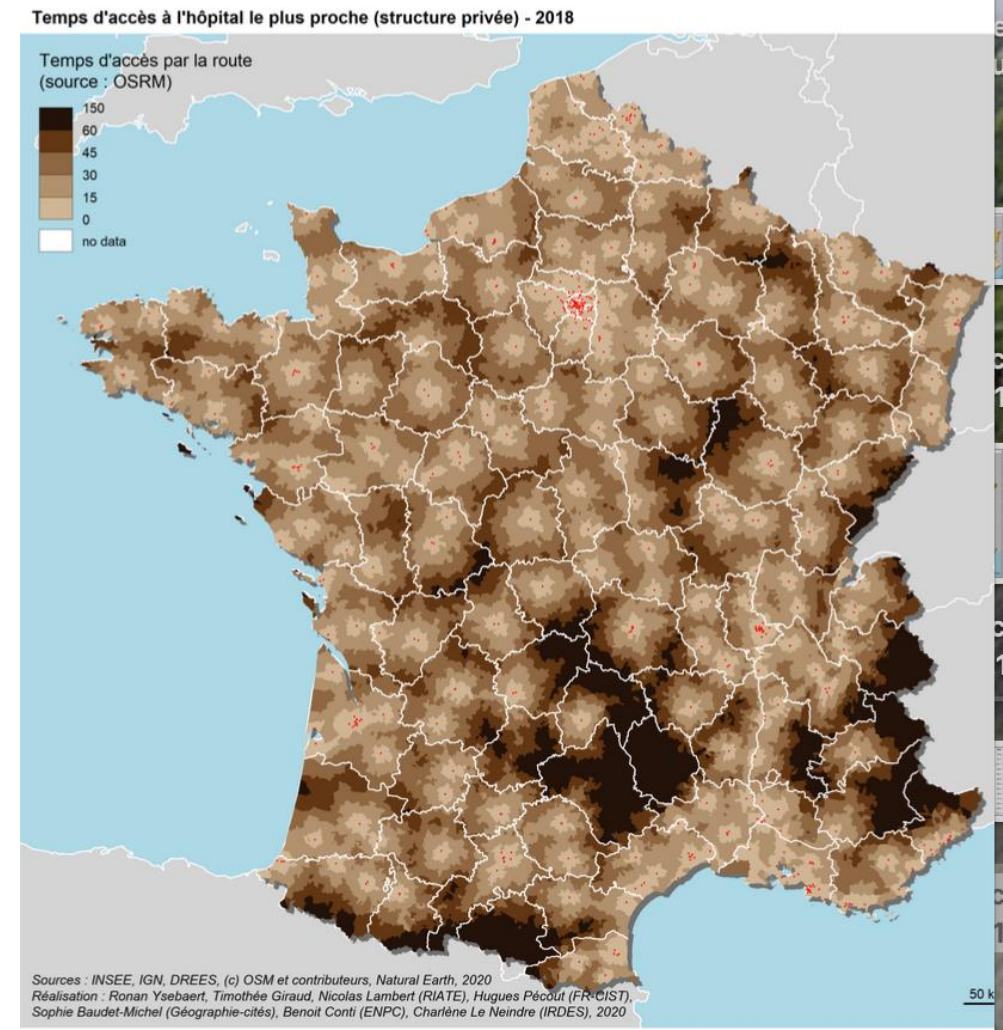 Temps d'accès à l'hôpital le plus proche (structure privée) - 2018
Temps d'accès par la route
(source : OSRM)
150
60
45
30
15
0
no data
Sources : INSEE, IGN, DREES, (c) OSM et contributeurs, Natural Earth, 2020
Réalisation : Ronan Ysebaert, Timothée Giraud, Nicolas Lambert (RIATE), Hugues Pécout (FR-CIST),
Sophie Baudet-Michel (Géographie-cités), Benoit Conti (ENPC), Charlène Le Neindre (IRDES), 2020
50 k